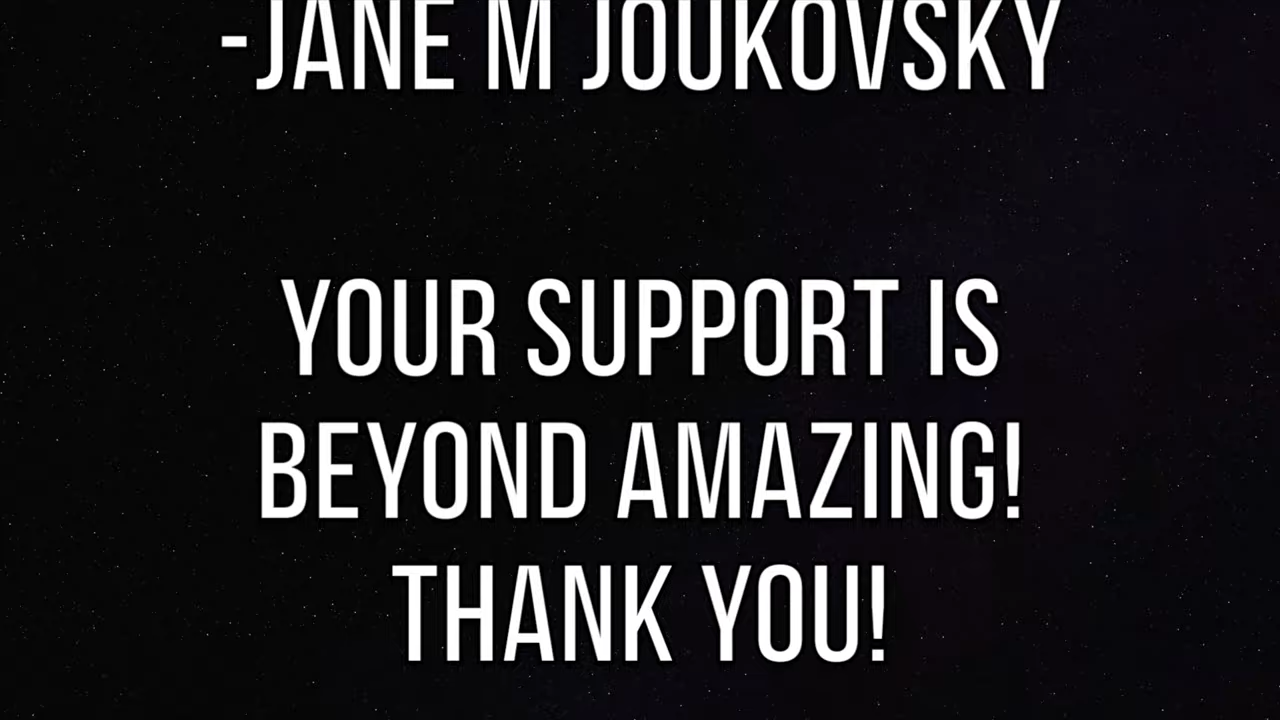 -JANE M JOUKOVSKY
YOUR SUPPORT IS
BEYOND AMAZING!
THANK YOU!